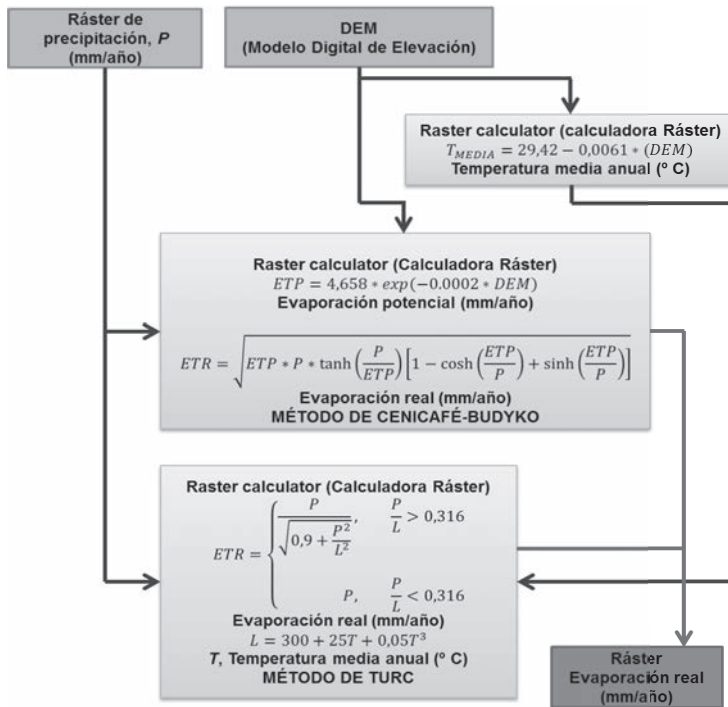 Ráster de
precipitación, P
(mm/año)
DEM
(Modelo Digital de Elevación)
Raster calculator (calculadora Ráster)
T_{MEDIA} = 29,42 − 0,0061 * (DEM)
Temperatura media anual (º C)
Raster calculator (Calculadora Ráster)
ETP = 4,658 * exp(−0.0002 * DEM)
Evaporación potencial (mm/año)
ETR = √(ETP * P * tanh(P/ETP) [1 − cosh(ETP/P) + sinh(ETP/P)])
Evaporación real (mm/año)
MÉTODO DE CENICAFÉ-BUDYKO
Raster calculator (Calculadora Ráster)
ETR = { P/√(0,9 + P²/L²), P/L > 0,316
P, P/L < 0,316
Evaporación real (mm/año)
L = 300 + 25T + 0,05T³
T, Temperatura media anual (º C)
MÉTODO DE TURC
Ráster
Evaporación real
(mm/año)